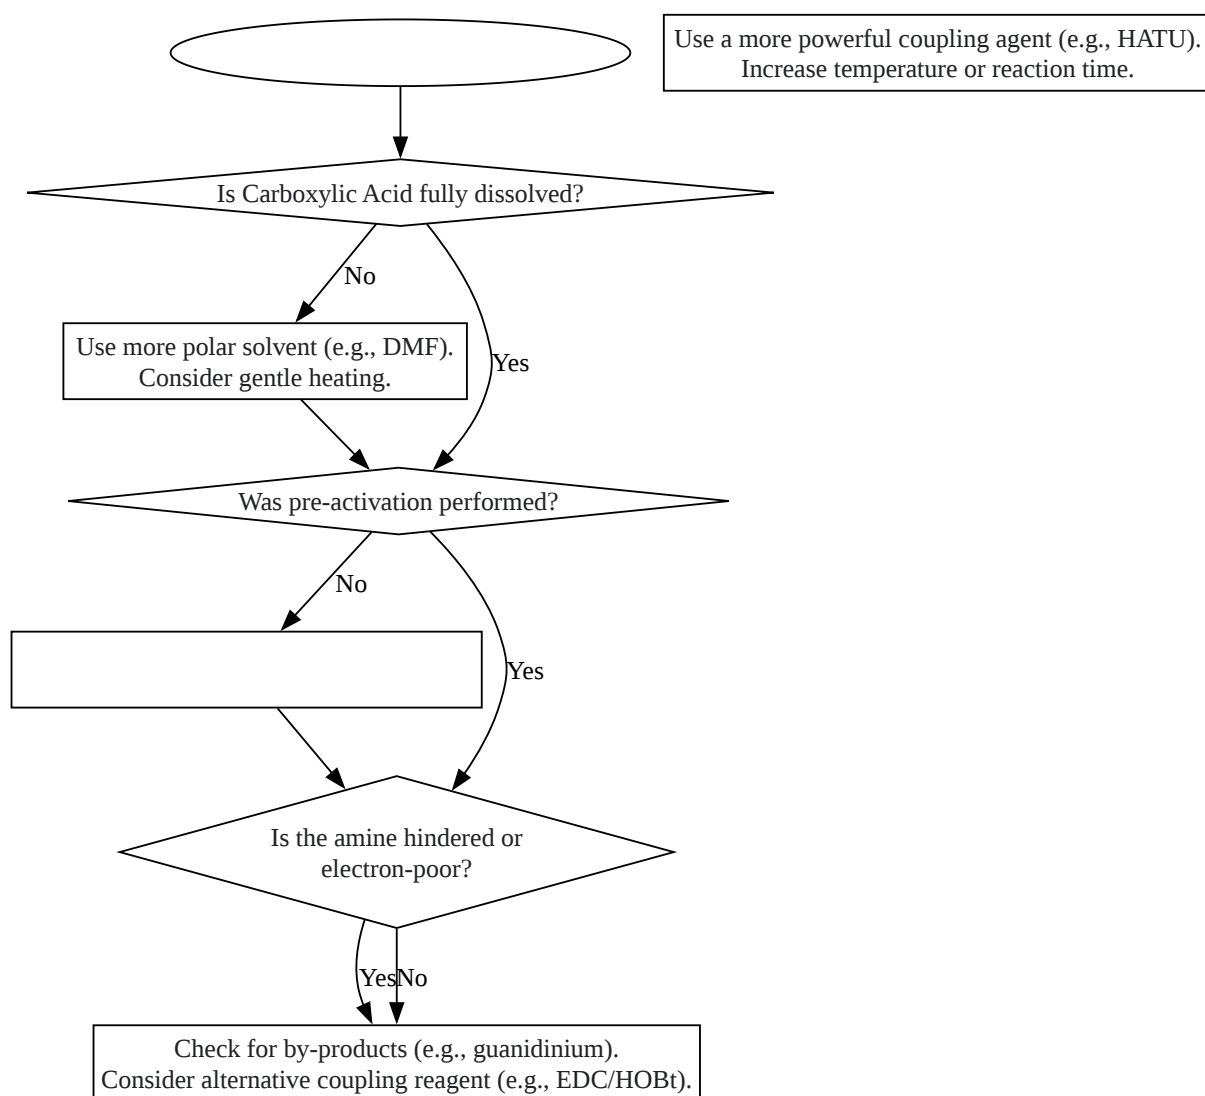 Use a more powerful coupling agent (e.g., HATU).
Increase temperature or reaction time.
Is Carboxylic Acid fully dissolved?
No
Use more polar solvent (e.g., DMF).
Consider gentle heating.
Yes
Was pre-activation performed?
No
Yes
Is the amine hindered or
electron-poor?
Yes
No
Check for by-products (e.g., guanidinium).
Consider alternative coupling reagent (e.g., EDC/HOBt).